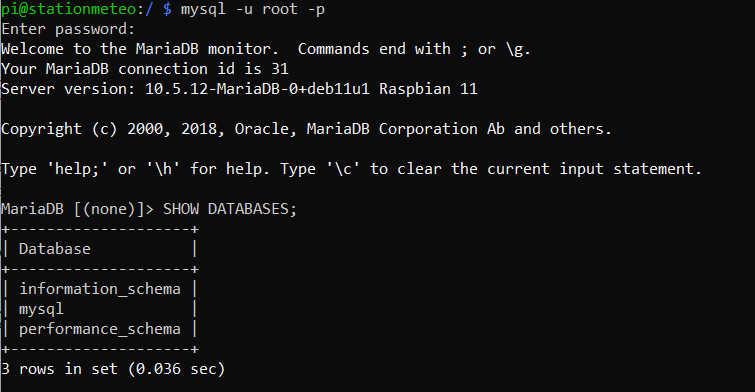 pi@stationmeteo:/ $ mysql -u root -p
Enter password:
Welcome to the MariaDB monitor.  Commands end with ; or \g.
Your MariaDB connection id is 31
Server version: 10.5.12-MariaDB-0+deb11u1 Raspbian 11

Copyright (c) 2000, 2018, Oracle, MariaDB Corporation Ab and others.

Type 'help;' or '\h' for help. Type '\c' to clear the current input statement.

MariaDB [(none)]> SHOW DATABASES;
+--------------------+
| Database           |
+--------------------+
| information_schema |
| mysql              |
| performance_schema |
+--------------------+
3 rows in set (0.036 sec)